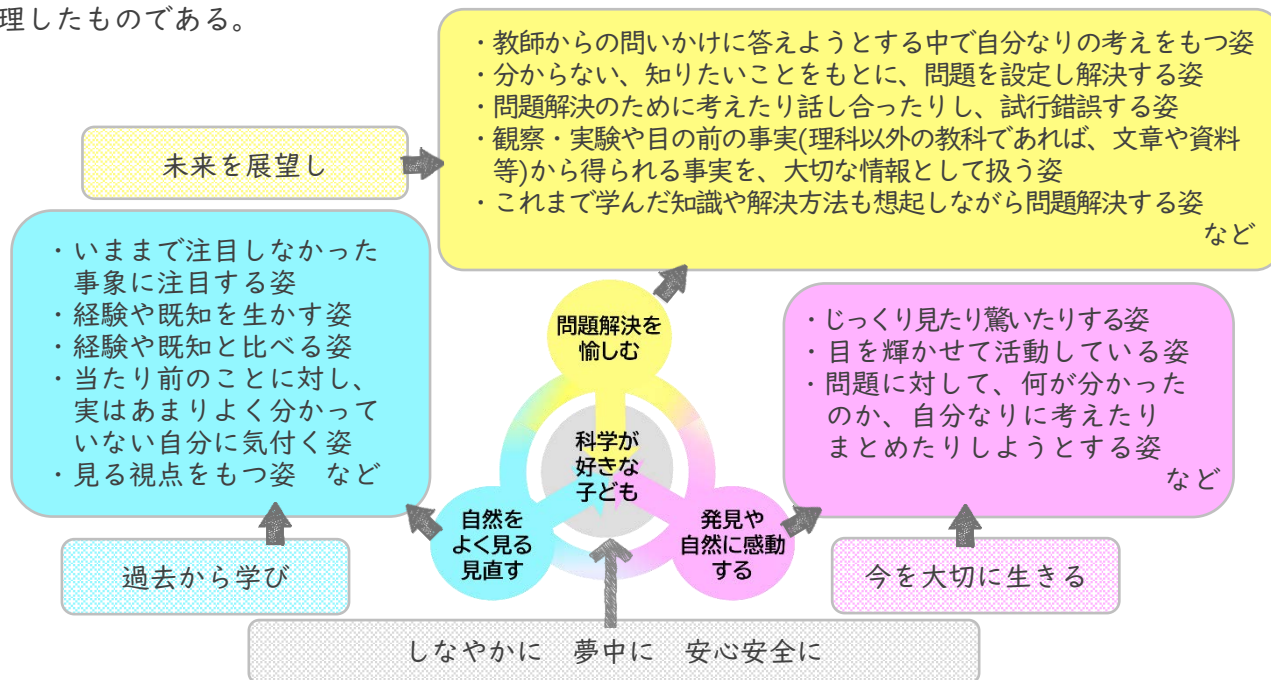 理したものである。
・教師からの問いかけに答えようとする中で自分なりの考えをもつ姿
・分からない、知りたいことをもとに、問題を設定し解決する姿
・問題解決のために考えたり話し合ったりし、試行錯誤する姿
・観察・実験や目の前の事実(理科以外の教科であれば、文章や資料
等)から得られる事実を、大切な情報として扱う姿
・これまで学んだ知識や解決方法も想起しながら問題解決する姿
など
未来を展望し
・いままで注目しなかった
事象に注目する姿
・経験や既知を生かす姿
・経験や既知と比べる姿
・当たり前のことに対し、
実はあまりよく分かって
いない自分に気付く姿
・見る視点をもつ姿　など
問題解決を
愉しむ
・じっくり見たり驚いたりする姿
・目を輝かせて活動している姿
・問題に対して、何が分かった
のか、自分なりに考えたり
まとめたりしようとする姿
など
科学が
好きな
子ども
自然を
よく見る
見直す
発見や
自然に感動
する
過去から学び
今を大切に生きる
しなやかに　夢中に　安心安全に